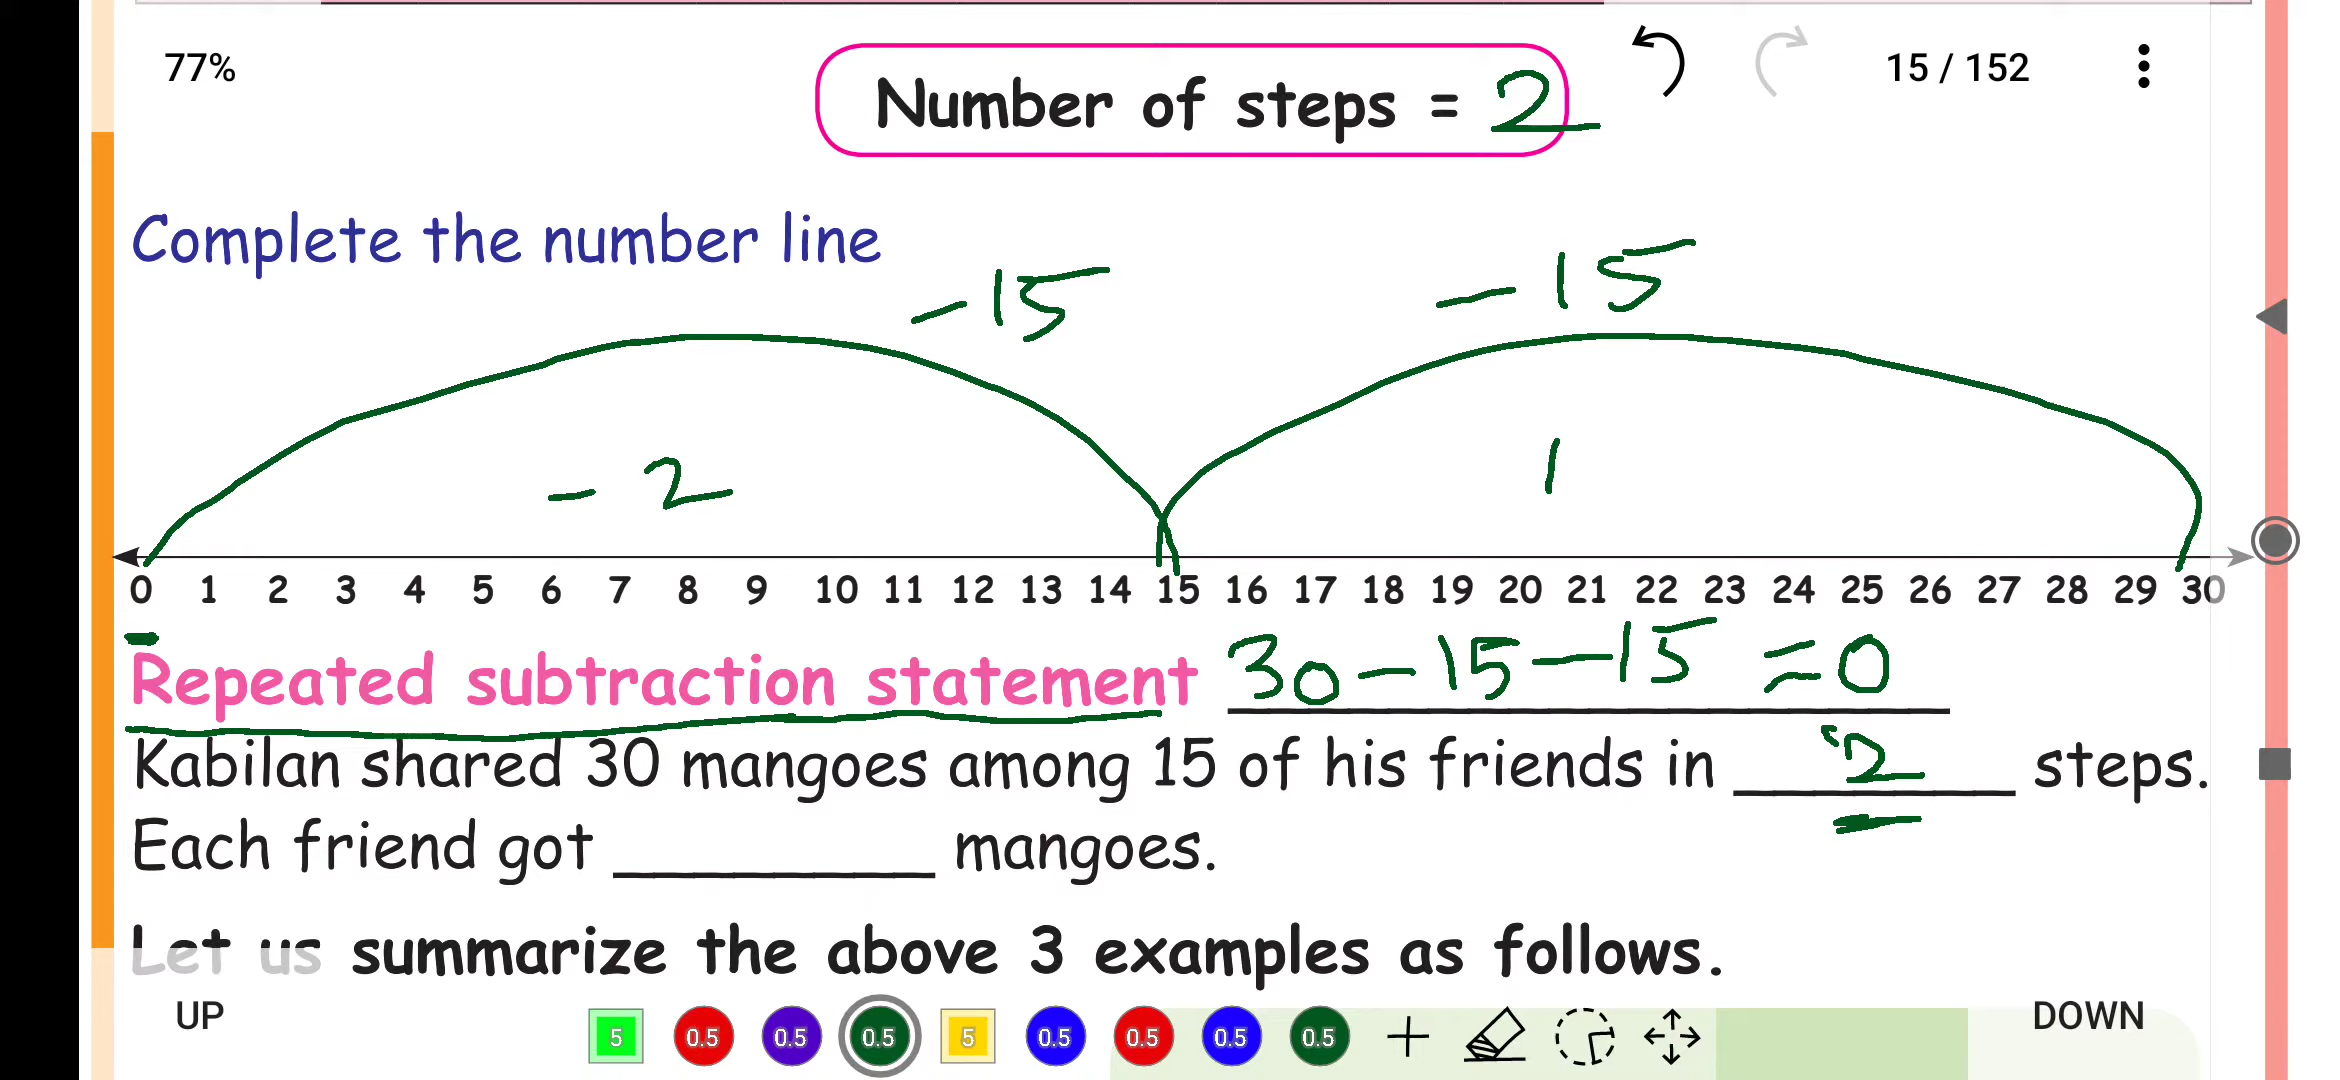 77%
Number of steps = 2
15 / 152
Complete the number line
-15 -15
- 2 1
0 1 2 3 4 5 6 7 8 9 10 11 12 13 14 15 16 17 18 19 20 21 22 23 24 25 26 27 28 29 30
Repeated subtraction statement 30-15-15 =0
Kabilan shared 30 mangoes among 15 of his friends in 2 steps.
Each friend got __________ mangoes.
Let us summarize the above 3 examples as follows.
UP
DOWN
5 0.5 0.5 0.5 5 0.5 0.5 0.5 0.5